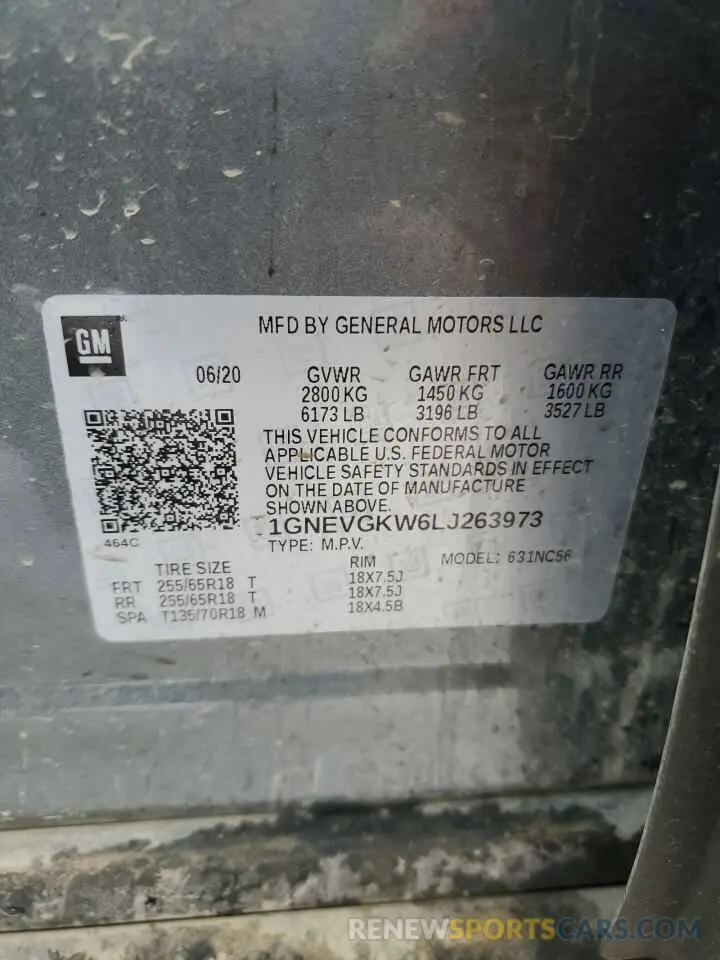 GM
MFD BY GENERAL MOTORS LLC
06/20 GVWR GAWR FRT GAWR RR
2800 KG 1450 KG 1600 KG
6173 LB 3196 LB 3527 LB
THIS VEHICLE CONFORMS TO ALL
APPLICABLE U.S. FEDERAL MOTOR
VEHICLE SAFETY STANDARDS IN EFFECT
ON THE DATE OF MANUFACTURE
SHOWN ABOVE.
1GNEVGKW6LJ263973
464C
TYPE: M.P.V. MODEL: 631NC56
TIRE SIZE RIM
FRT 255/65R18 T 18X7.5J
RR 255/65R18 T 18X7.5J
SPA T135/70R18 M 18X4.5B
RENEWSPORTSCARS.COM